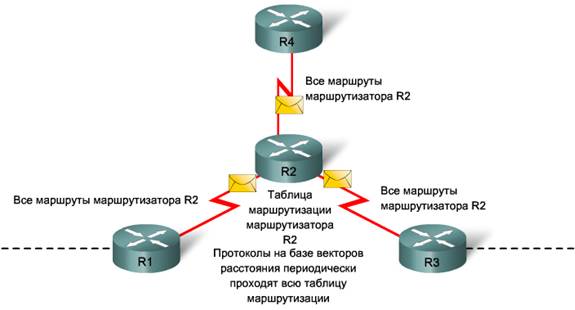 R4
Все маршруты
маршрутизатора R2
R2
Все маршруты маршрутизатора R2
Все маршруты
маршрутизатора R2
Таблица
маршрутизации
маршрутизатора
R2
Протоколы на базе векторов
расстояния периодически
проходят всю таблицу
маршрутизации
R1
R3